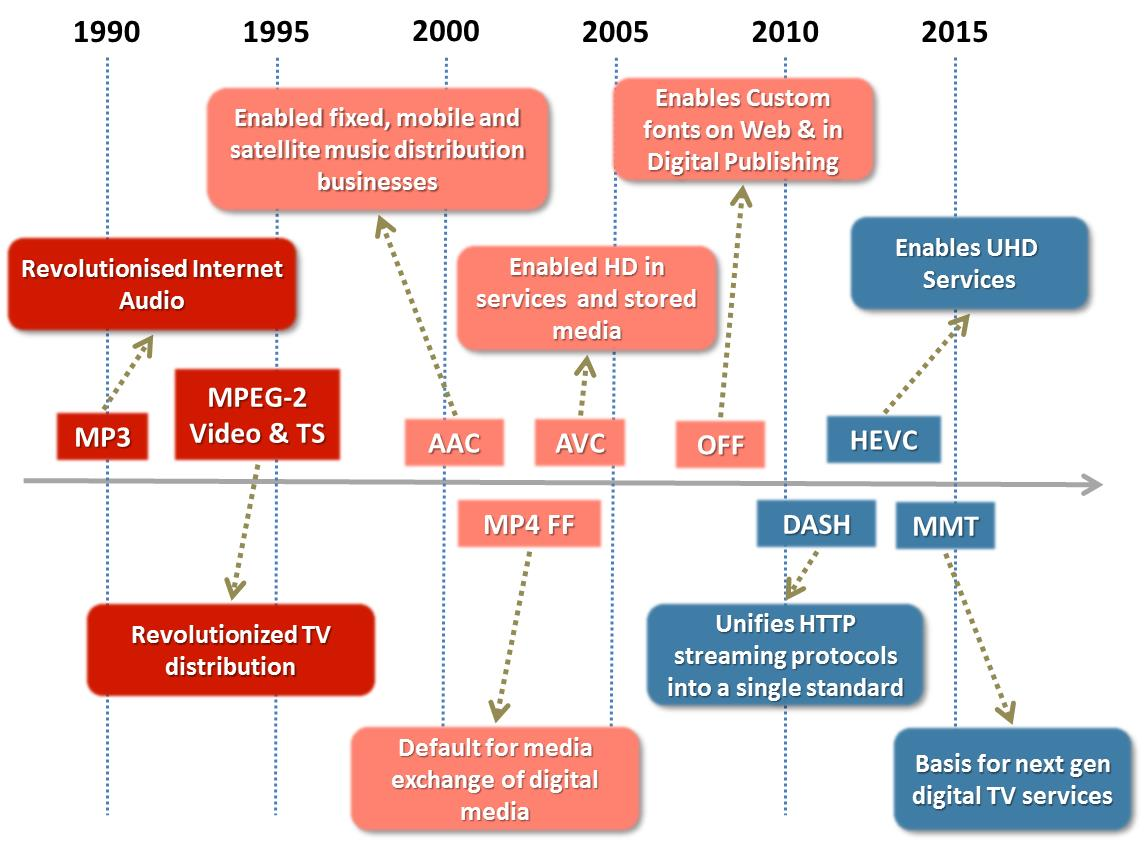 1990
1995
2000
2005
2010
2015
Enabled fixed, mobile and
satellite music distribution
businesses
Enables Custom
fonts on Web & in
Digital Publishing
Revolutionised Internet
Audio
Enabled HD in
services and stored
media
Enables UHD
Services
MP3
MPEG-2
Video & TS
AAC
AVC
OFF
HEVC
MP4 FF
DASH
MMT
Revolutionized TV
distribution
Unifies HTTP
streaming protocols
into a single standard
Default for media
exchange of digital
media
Basis for next gen
digital TV services